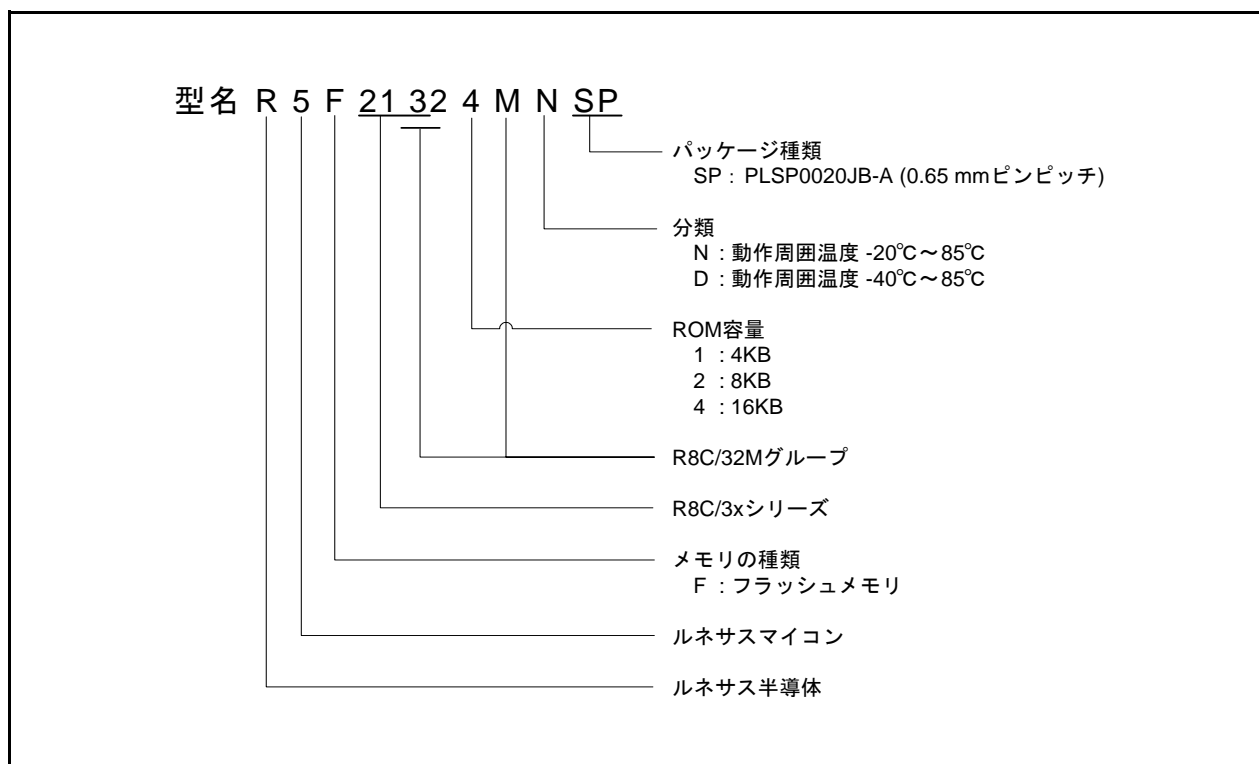 型名 R 5 F 21 32 4 M N SP
パッケージ種類
SP : PLSP0020JB-A (0.65 mmピンピッチ)
分類
N : 動作周囲温度 -20℃～85℃
D : 動作周囲温度 -40℃～85℃
ROM容量
1 : 4KB
2 : 8KB
4 : 16KB
R8C/32Mグループ
R8C/3xシリーズ
メモリの種類
F : フラッシュメモリ
ルネサスマイコン
ルネサス半導体